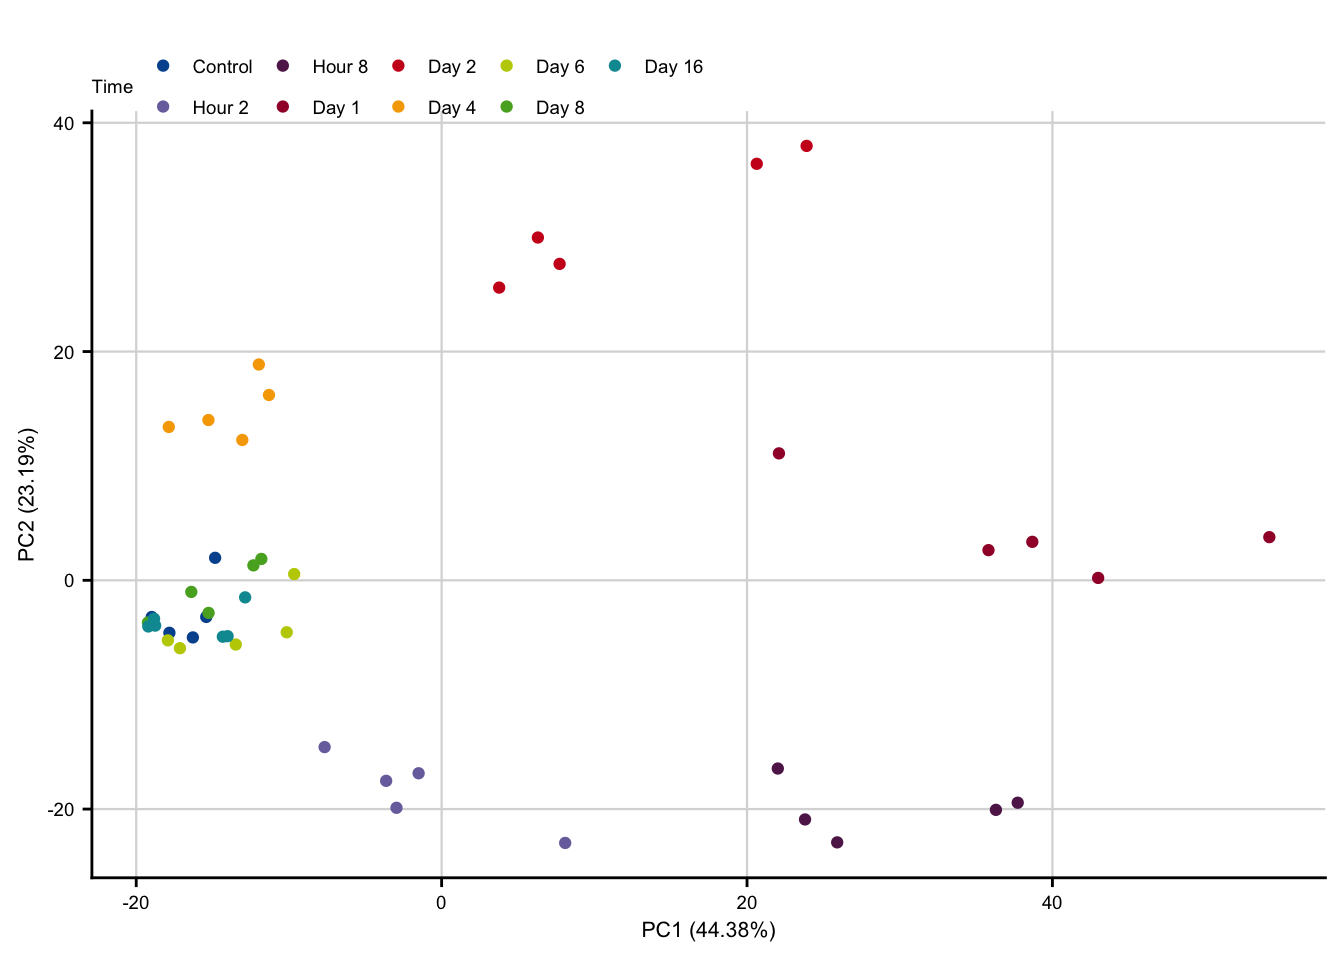 Control Hour 8 Day 2 Day 6 Day 16
Time
Hour 2 Day 1 Day 4 Day 8
40
20
0
-20
PC2 (23.19%)
-20 0 20 40
PC1 (44.38%)